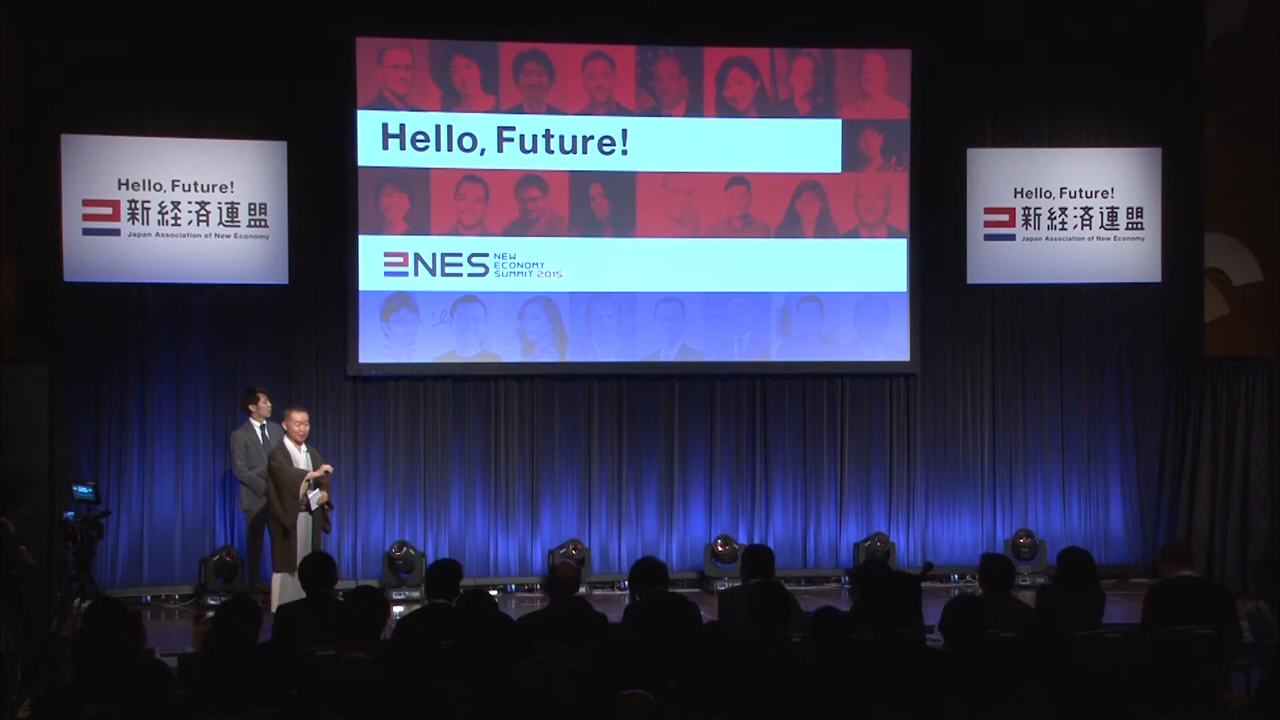 Hello, Future!
新経済連盟
Japan Association of New Economy
Hello, Future!
NES
NEW
ECONOMY
SUMMIT 2015
Hello, Future!
新経済連盟
Japan Association of New Economy